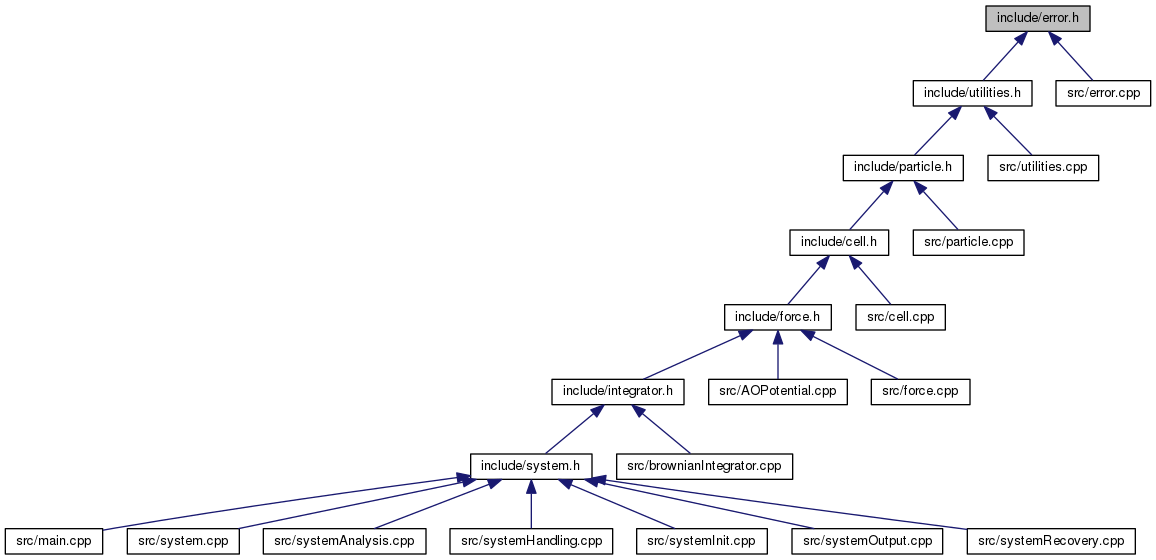 include/error.h
include/utilities.h
src/error.cpp
include/particle.h
src/utilities.cpp
include/cell.h
src/particle.cpp
include/force.h
src/cell.cpp
include/integrator.h
src/AOPotential.cpp
src/force.cpp
include/system.h
src/brownianIntegrator.cpp
src/main.cpp
src/system.cpp
src/systemAnalysis.cpp
src/systemHandling.cpp
src/systemInit.cpp
src/systemOutput.cpp
src/systemRecovery.cpp